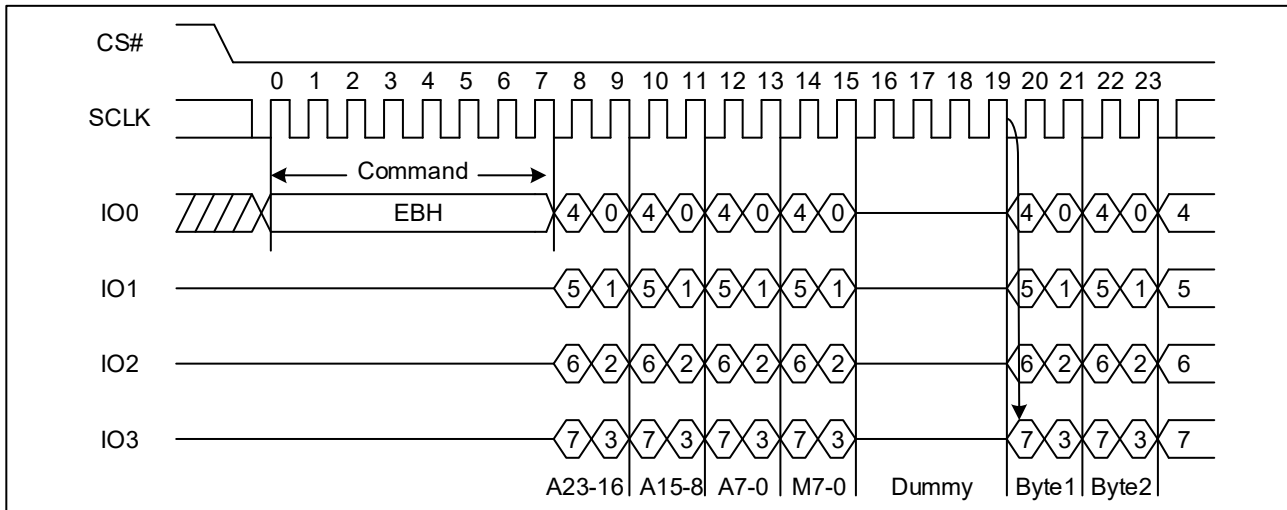 CS#
0 1 2 3 4 5 6 7 8 9 10 11 12 13 14 15 16 17 18 19 20 21 22 23
SCLK
Command
IO0 EBH 4 0 4 0 4 0 4 0 4 0 4 0 4
IO1 5 1 5 1 5 1 5 1 5 1 5 1 5
IO2 6 2 6 2 6 2 6 2 6 2 6 2 6
IO3 7 3 7 3 7 3 7 3 7 3 7 3 7
A23-16 A15-8 A7-0 M7-0 Dummy Byte1 Byte2